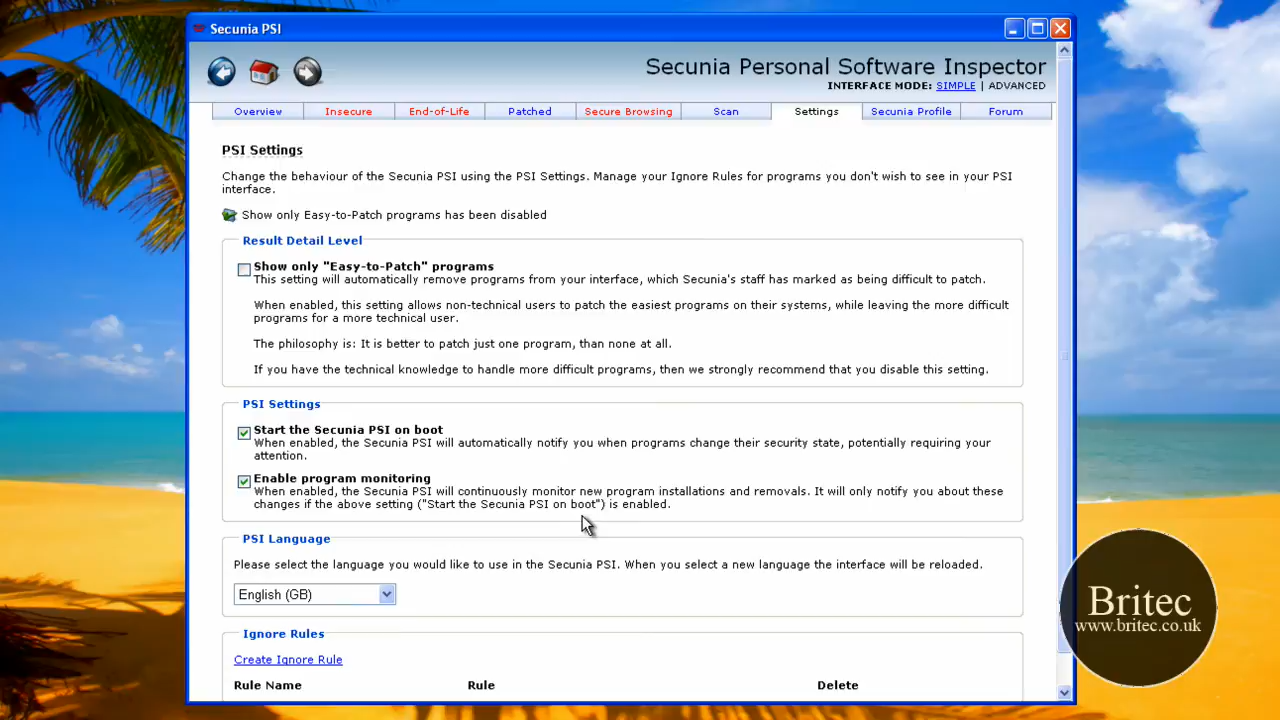 Secunia PSI
Secunia Personal Software Inspector
INTERFACE MODE: SIMPLE | ADVANCED
Overview Insecure End-of-Life Patched Secure Browsing Scan Settings Secunia Profile Forum
PSI Settings
Change the behaviour of the Secunia PSI using the PSI Settings. Manage your Ignore Rules for programs you don't wish to see in your PSI
interface.
Show only Easy-to-Patch programs has been disabled
Result Detail Level
Show only "Easy-to-Patch" programs
This setting will automatically remove programs from your interface, which Secunia's staff has marked as being difficult to patch.
When enabled, this setting allows non-technical users to patch the easiest programs on their systems, while leaving the more difficult
programs for a more technical user.
The philosophy is: It is better to patch just one program, than none at all.
If you have the technical knowledge to handle more difficult programs, then we strongly recommend that you disable this setting.
PSI Settings
Start the Secunia PSI on boot
When enabled, the Secunia PSI will automatically notify you when programs change their security state, potentially requiring your
attention.
Enable program monitoring
When enabled, the Secunia PSI will continuously monitor new program installations and removals. It will only notify you about these
changes if the above setting ("Start the Secunia PSI on boot") is enabled.
PSI Language
Please select the language you would like to use in the Secunia PSI. When you select a new language the interface will be reloaded.
English (GB)
Ignore Rules
Create Ignore Rule
Rule Name Rule Delete
Britec
www.britec.co.uk